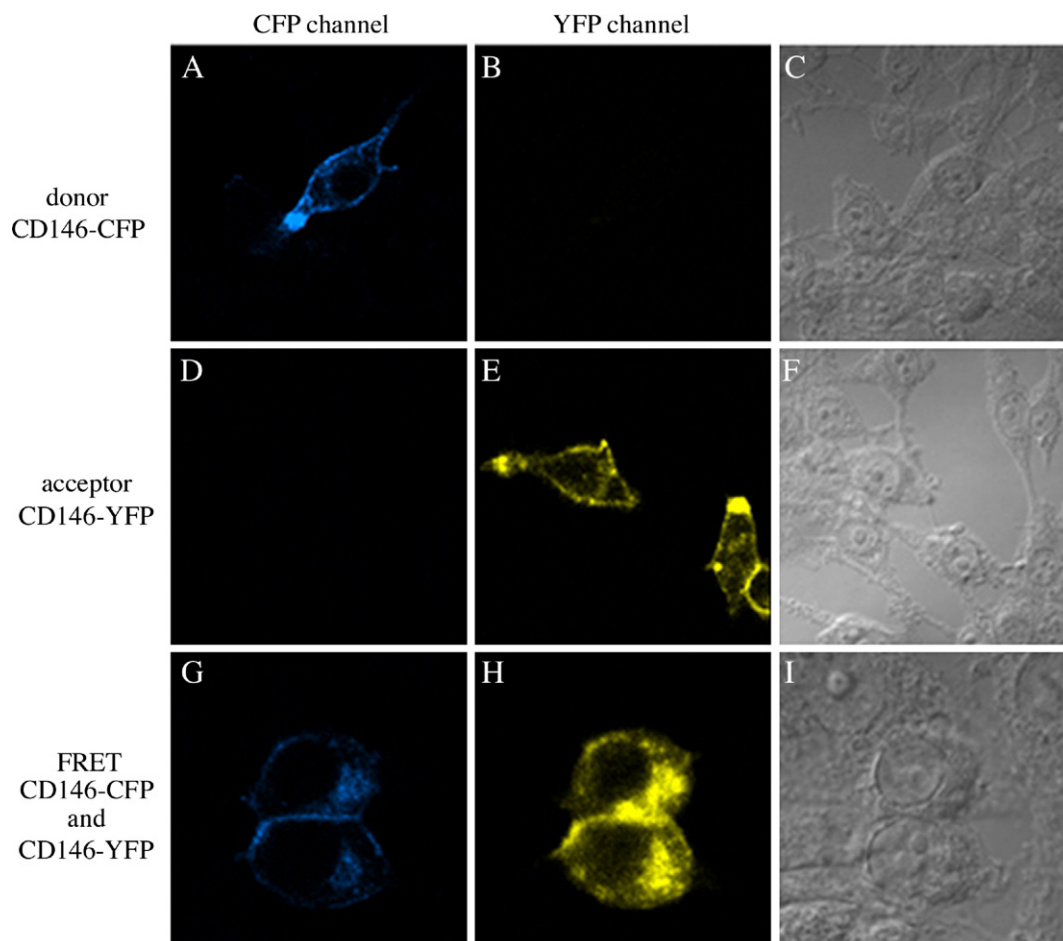 CFP channel
YFP channel
A
B
C
donor
CD146-CFP
D
E
F
acceptor
CD146-YFP
G
H
I
FRET
CD146-CFP
and
CD146-YFP